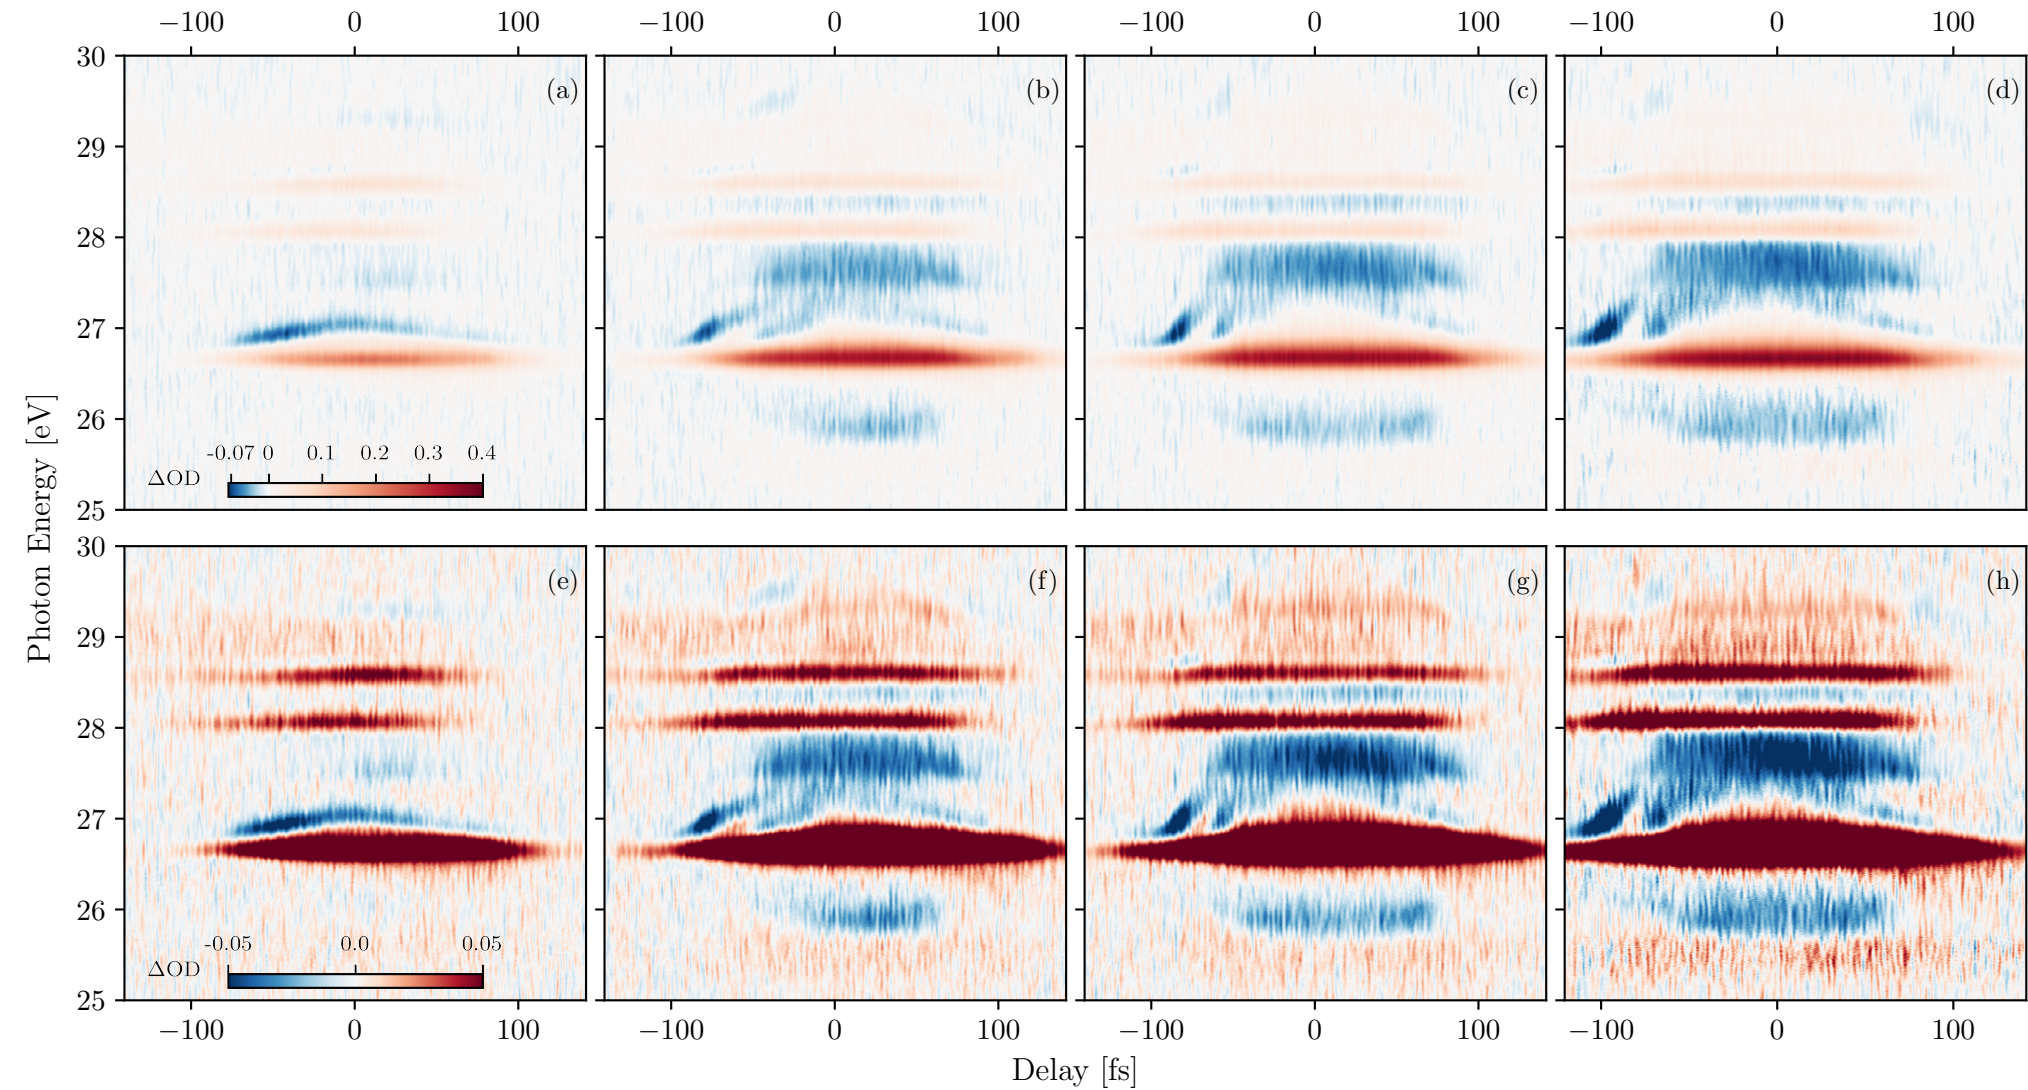 −100 0 100 −100 0 100 −100 0 100 −100 0 100
30
29
28
27
26
25
(a) (b) (c) (d)
-0.07 0 0.1 0.2 0.3 0.4
ΔOD
Photon Energy [eV]
30
29
28
27
26
25
(e) (f) (g) (h)
-0.05 0.0 0.05
ΔOD
−100 0 100 −100 0 100 −100 0 100 −100 0 100
Delay [fs]